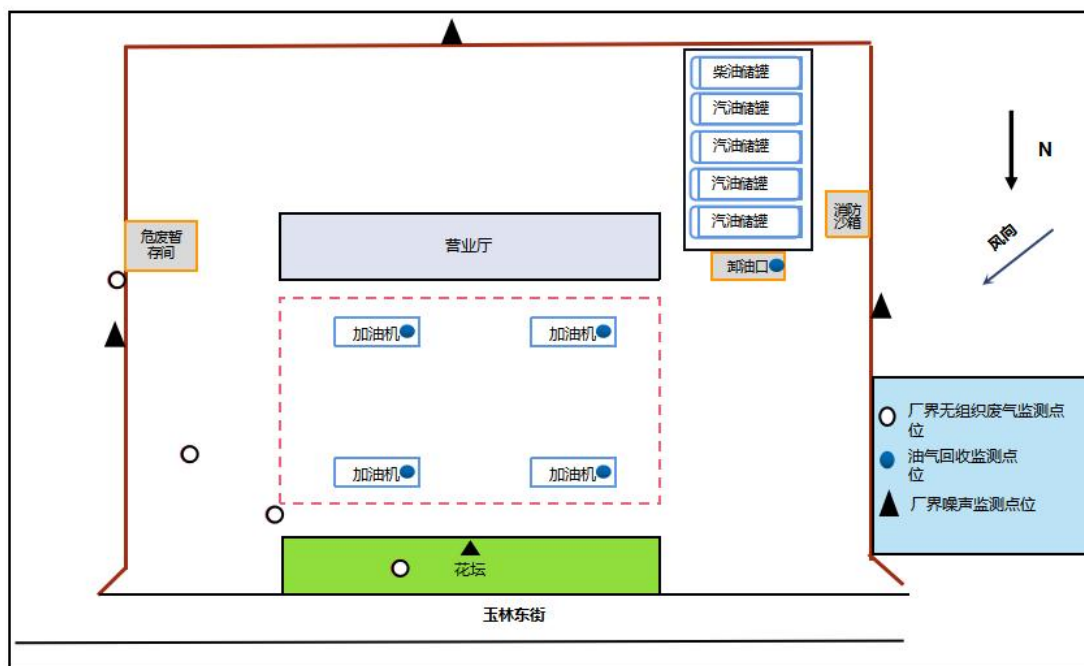 柴油储罐
汽油储罐
汽油储罐
汽油储罐
汽油储罐
N
消防
沙箱
风向
危废暂
存间
营业厅
卸油口
加油机
加油机
厂界无组织废气监测点
位
油气回收监测点
位
厂界噪声监测点位
加油机
加油机
花坛
玉林东街